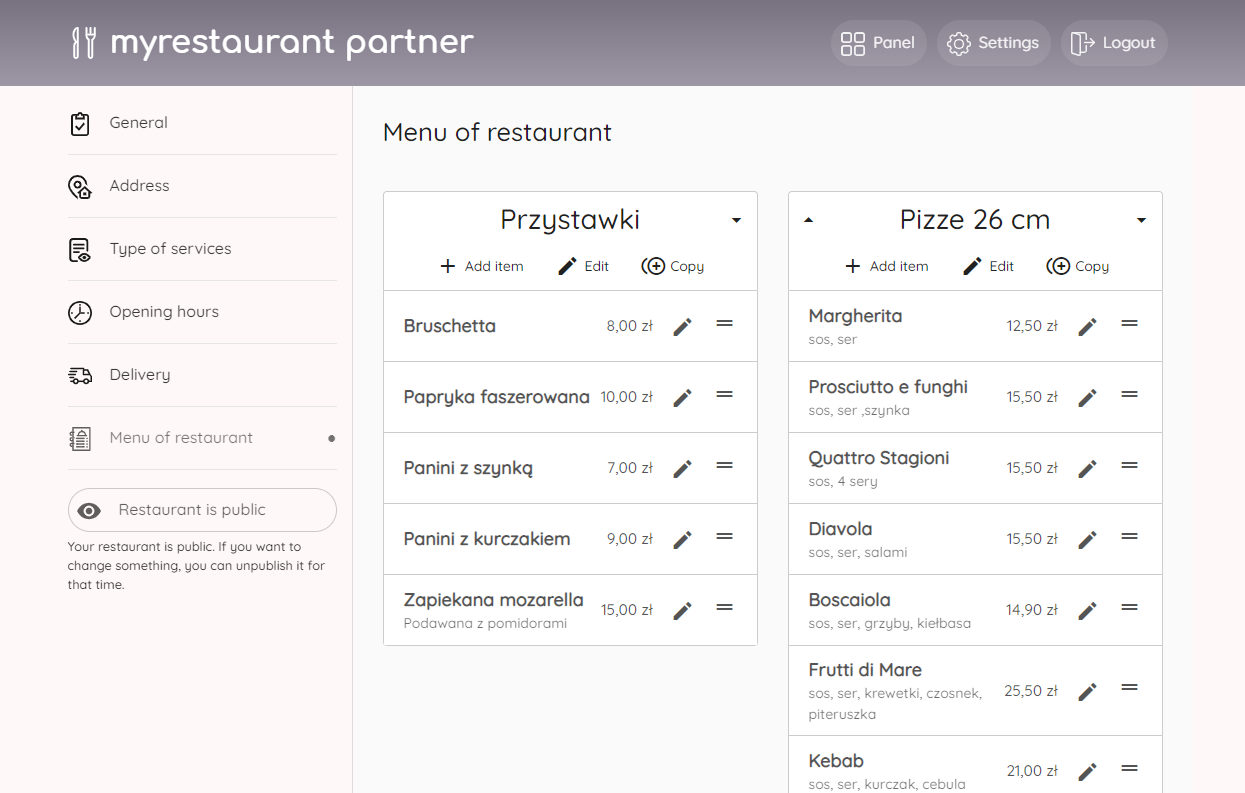 myrestaurant partner
Panel
Settings
Logout
General
Address
Type of services
Opening hours
Delivery
Menu of restaurant
Restaurant is public
Your restaurant is public. If you want to
change something, you can unpublish it for
that time.
Menu of restaurant
Przystawki
Add item Edit Copy
Bruschetta 8,00 zł
Papryka faszerowana 10,00 zł
Panini z szynką 7,00 zł
Panini z kurczakiem 9,00 zł
Zapiekana mozarella 15,00 zł
Podawana z pomidorami
Pizze 26 cm
Add item Edit Copy
Margherita 12,50 zł
sos, ser
Prosciutto e funghi 15,50 zł
sos, ser ,szynka
Quattro Stagioni 15,50 zł
sos, 4 sery
Diavola 15,50 zł
sos, ser, salami
Boscaiola 14,90 zł
sos, ser, grzyby, kiełbasa
Frutti di Mare 25,50 zł
sos, ser, krewetki, czosnek,
piteruszka
Kebab 21,00 zł
sos, ser, kurczak, cebula